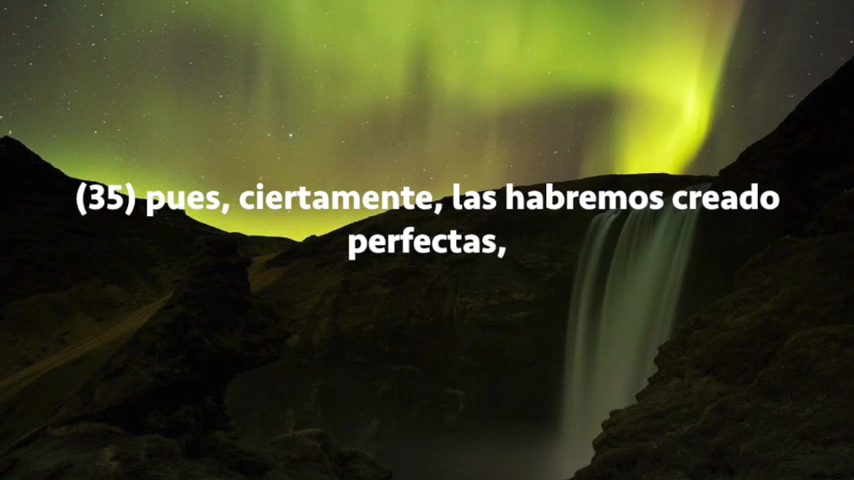 (35) pues, ciertamente, las habremos creado
perfectas,